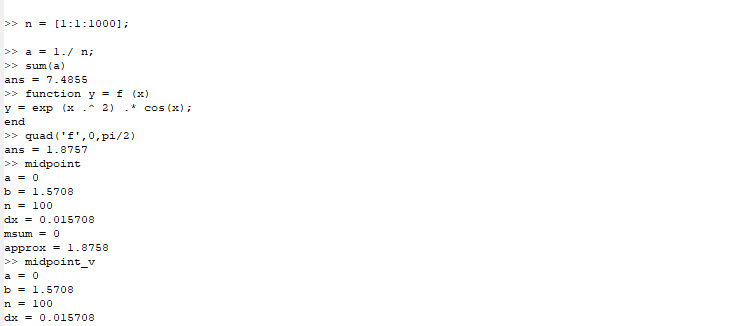 >> n = [1:1:1000];
>> a = 1./ n;
>> sum(a)
ans = 7.4855
>> function y = f (x)
y = exp (x .^ 2) .* cos(x);
end
>> quad('f',0,pi/2)
ans = 1.8757
>> midpoint
a = 0
b = 1.5708
n = 100
dx = 0.015708
msum = 0
approx = 1.8758
>> midpoint_v
a = 0
b = 1.5708
n = 100
dx = 0.015708